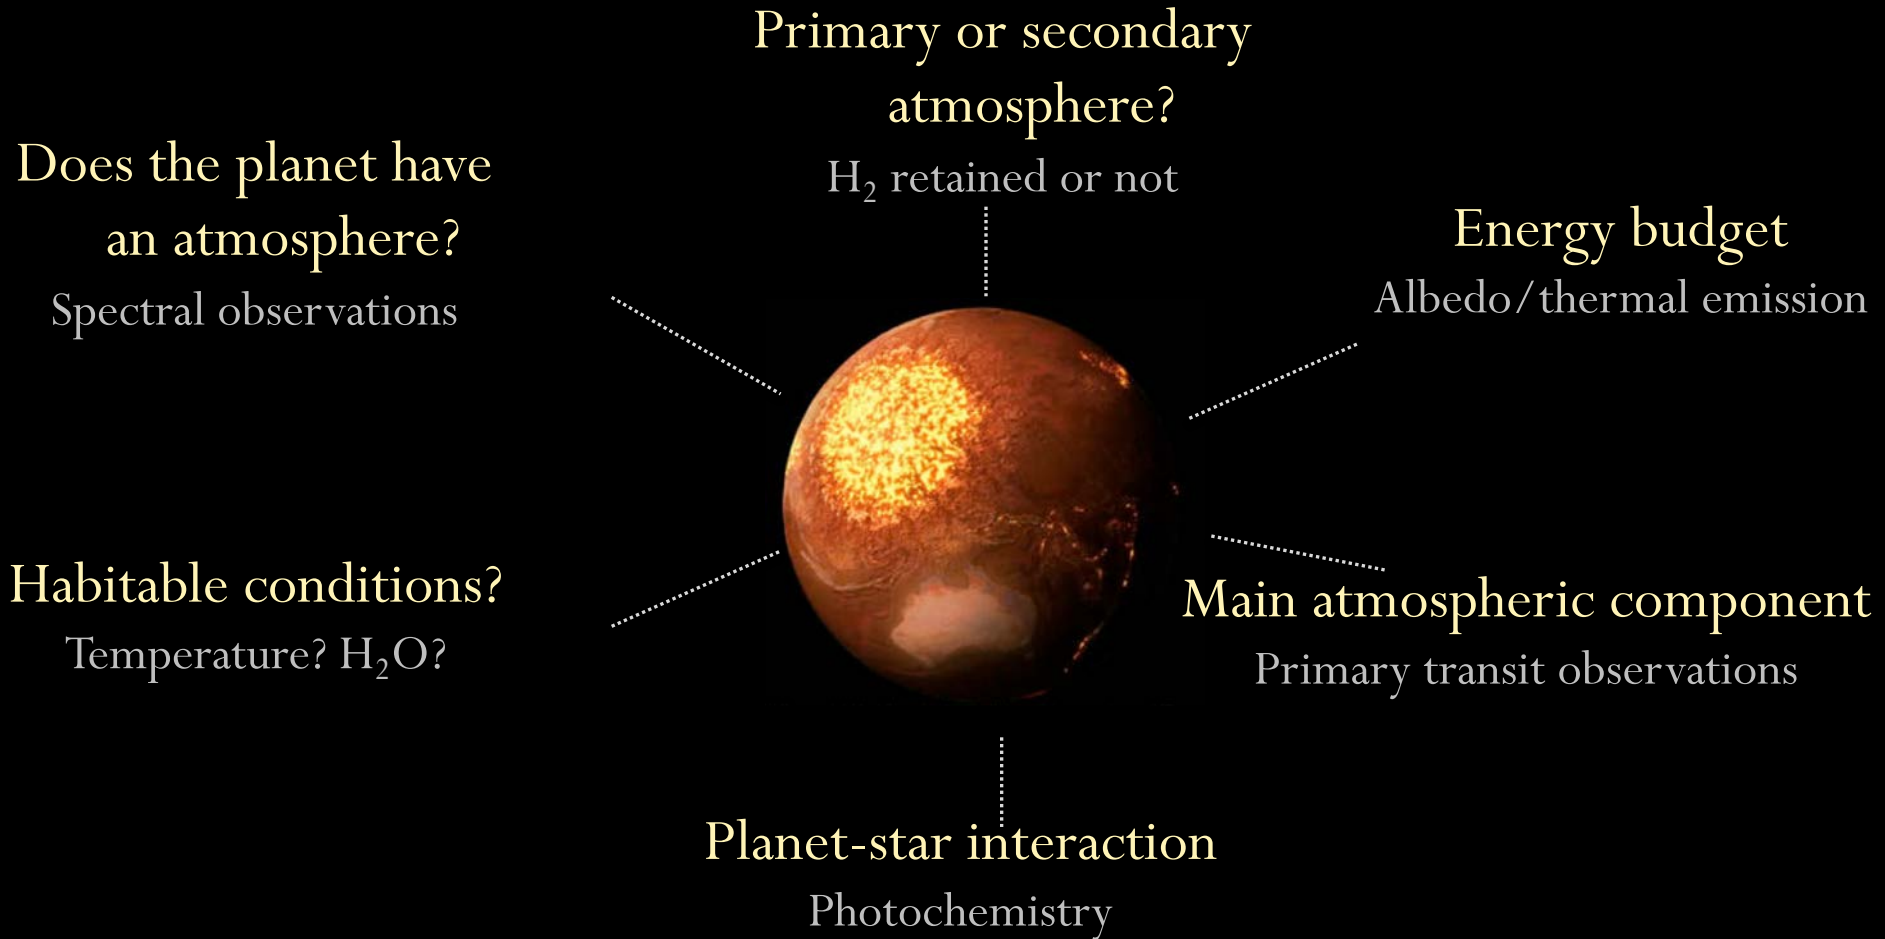 Primary or secondary
atmosphere?
H₂ retained or not
Does the planet have
an atmosphere?
Spectral observations
Energy budget
Albedo/thermal emission
Habitable conditions?
Temperature? H₂O?
Main atmospheric component
Primary transit observations
Planet-star interaction
Photochemistry